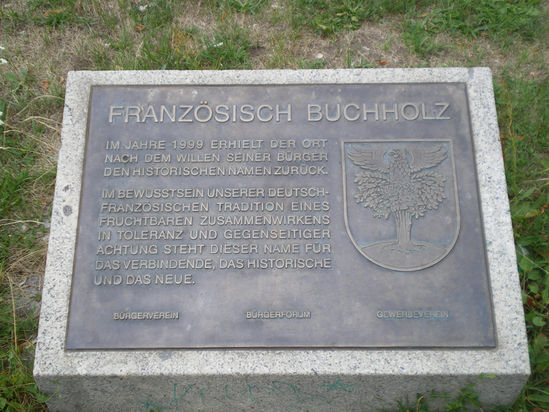 FRANZÖSISCH BUCHHOLZ
IM JAHRE 1999 ERHIELT DER ORT
NACH DEM WILLEN SEINER BÜRGER
DEN HISTORISCHEN NAMEN ZURÜCK.
IM BEWUSSTSEIN UNSERER DEUTSCH-
FRANZÖSISCHEN TRADITION EINES
FRUCHTBAREN ZUSAMMENWIRKENS
IN TOLERANZ UND GEGENSEITIGER
ACHTUNG STEHT DIESER NAME FÜR
DAS VERBINDENDE, DAS HISTORISCHE
UND DAS NEUE.
BÜRGERVEREIN BÜRGERFORUM GEWERBEVEREIN